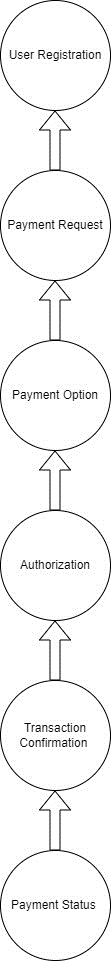 User Registration
Payment Request
Payment Option
Authorization
Transaction
Confirmation
Payment Status